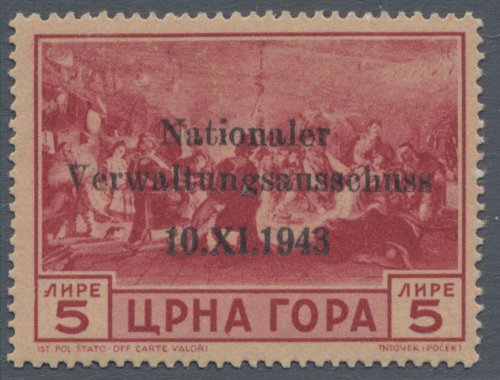 Nationaler
Verwaltungsausschuss
10.XI.1943
ЛИРЕ 5 ЦРНА ГОРА ЛИРЕ 5
IST. POL. STATO - OFF. CARTE VALORI